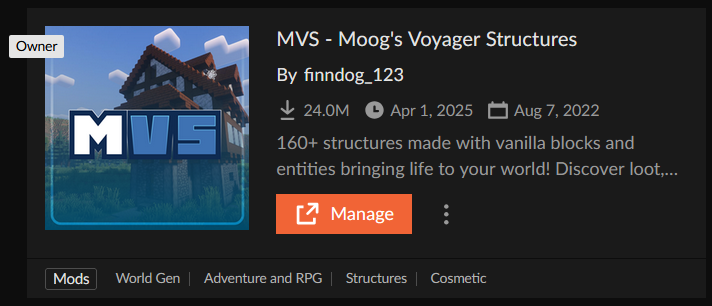 Owner
MVS
MVS - Moog's Voyager Structures
By finndog_123
24.0M Apr 1, 2025 Aug 7, 2022
160+ structures made with vanilla blocks and
entities bringing life to your world! Discover loot,...
Manage
Mods World Gen Adventure and RPG Structures Cosmetic